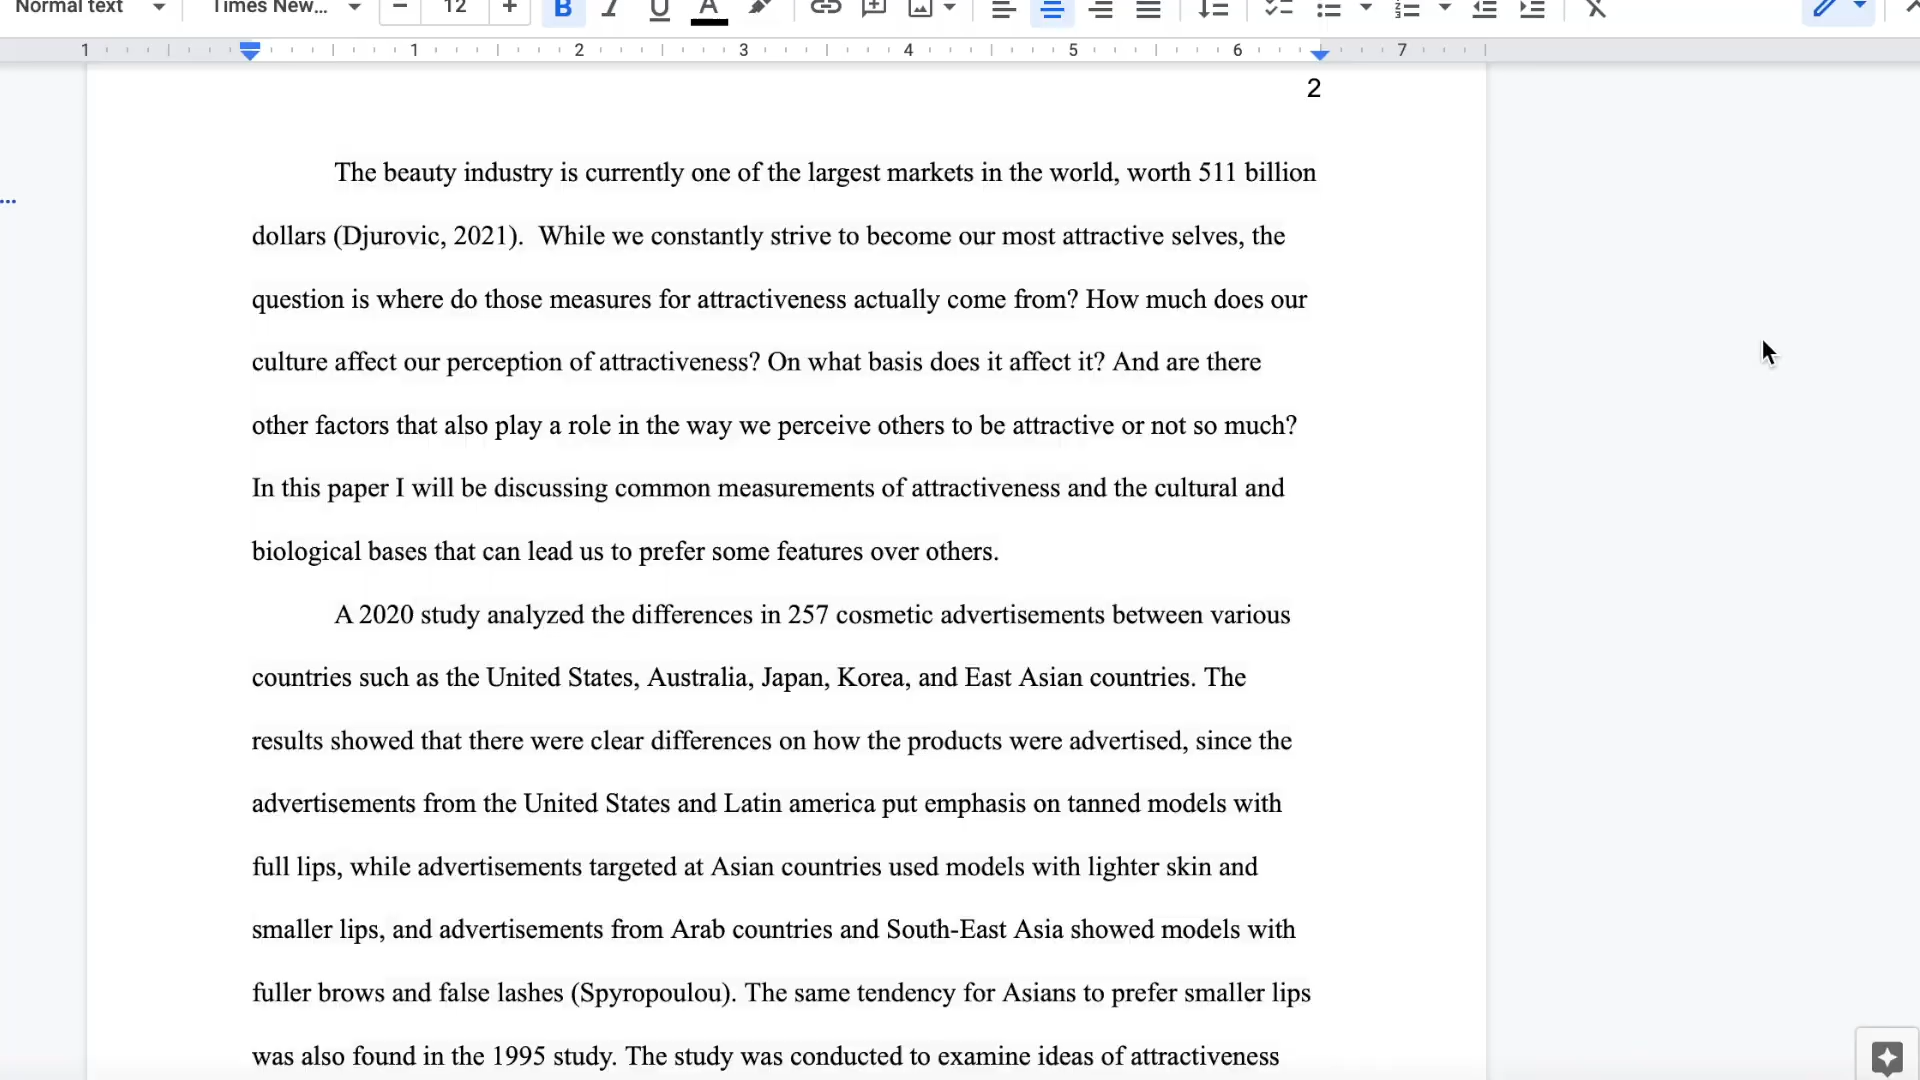 Normal text Times New... 12 B I U A
1 1 2 3 4 5 6 7
2
The beauty industry is currently one of the largest markets in the world, worth 511 billion
dollars (Djurovic, 2021).  While we constantly strive to become our most attractive selves, the
question is where do those measures for attractiveness actually come from? How much does our
culture affect our perception of attractiveness? On what basis does it affect it? And are there
other factors that also play a role in the way we perceive others to be attractive or not so much?
In this paper I will be discussing common measurements of attractiveness and the cultural and
biological bases that can lead us to prefer some features over others.
A 2020 study analyzed the differences in 257 cosmetic advertisements between various
countries such as the United States, Australia, Japan, Korea, and East Asian countries. The
results showed that there were clear differences on how the products were advertised, since the
advertisements from the United States and Latin america put emphasis on tanned models with
full lips, while advertisements targeted at Asian countries used models with lighter skin and
smaller lips, and advertisements from Arab countries and South-East Asia showed models with
fuller brows and false lashes (Spyropoulou). The same tendency for Asians to prefer smaller lips
was also found in the 1995 study. The study was conducted to examine ideas of attractiveness